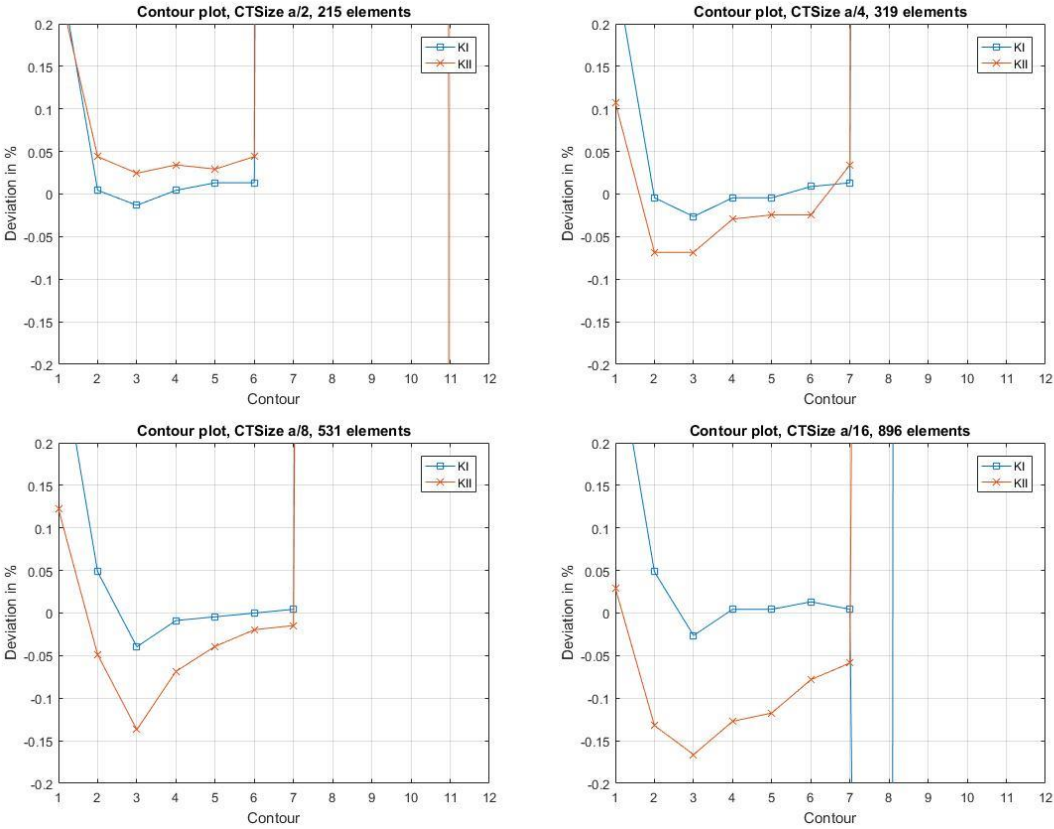 Contour plot, CTSize a/2, 215 elements
0.2
0.15
0.1
0.05
0
-0.05
-0.1
-0.15
-0.2
Deviation in %
1 2 3 4 5 6 7 8 9 10 11 12
Contour
KI
KII
Contour plot, CTSize a/4, 319 elements
0.2
0.15
0.1
0.05
0
-0.05
-0.1
-0.15
-0.2
Deviation in %
1 2 3 4 5 6 7 8 9 10 11 12
Contour
KI
KII
Contour plot, CTSize a/8, 531 elements
0.2
0.15
0.1
0.05
0
-0.05
-0.1
-0.15
-0.2
Deviation in %
1 2 3 4 5 6 7 8 9 10 11 12
Contour
KI
KII
Contour plot, CTSize a/16, 896 elements
0.2
0.15
0.1
0.05
0
-0.05
-0.1
-0.15
-0.2
Deviation in %
1 2 3 4 5 6 7 8 9 10 11 12
Contour
KI
KII